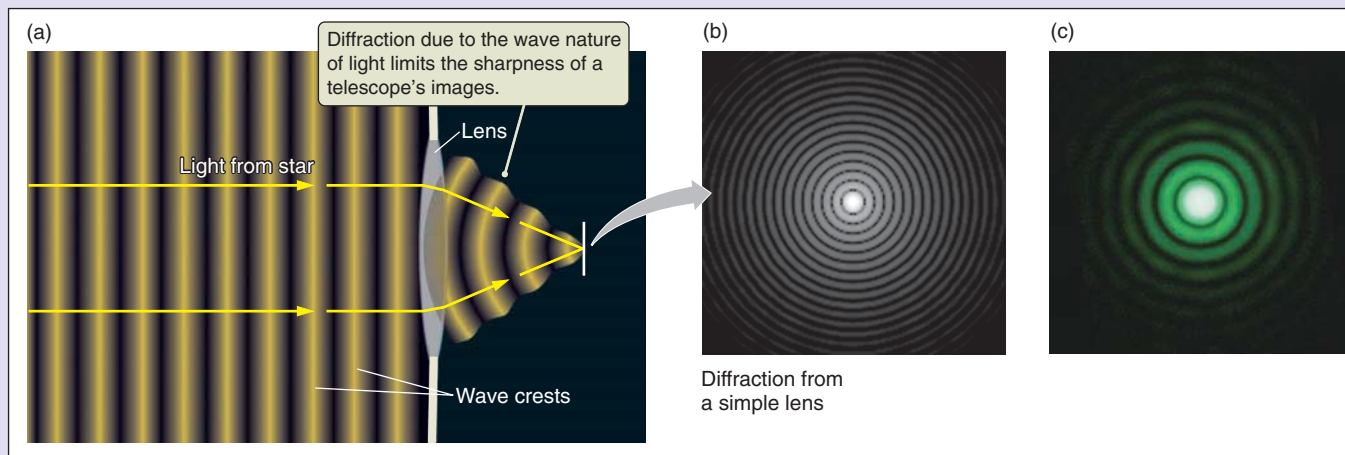 (a)
Diffraction due to the wave nature
of light limits the sharpness of a
telescope's images.
Lens
Light from star
Wave crests
(b)
Diffraction from
a simple lens
(c)